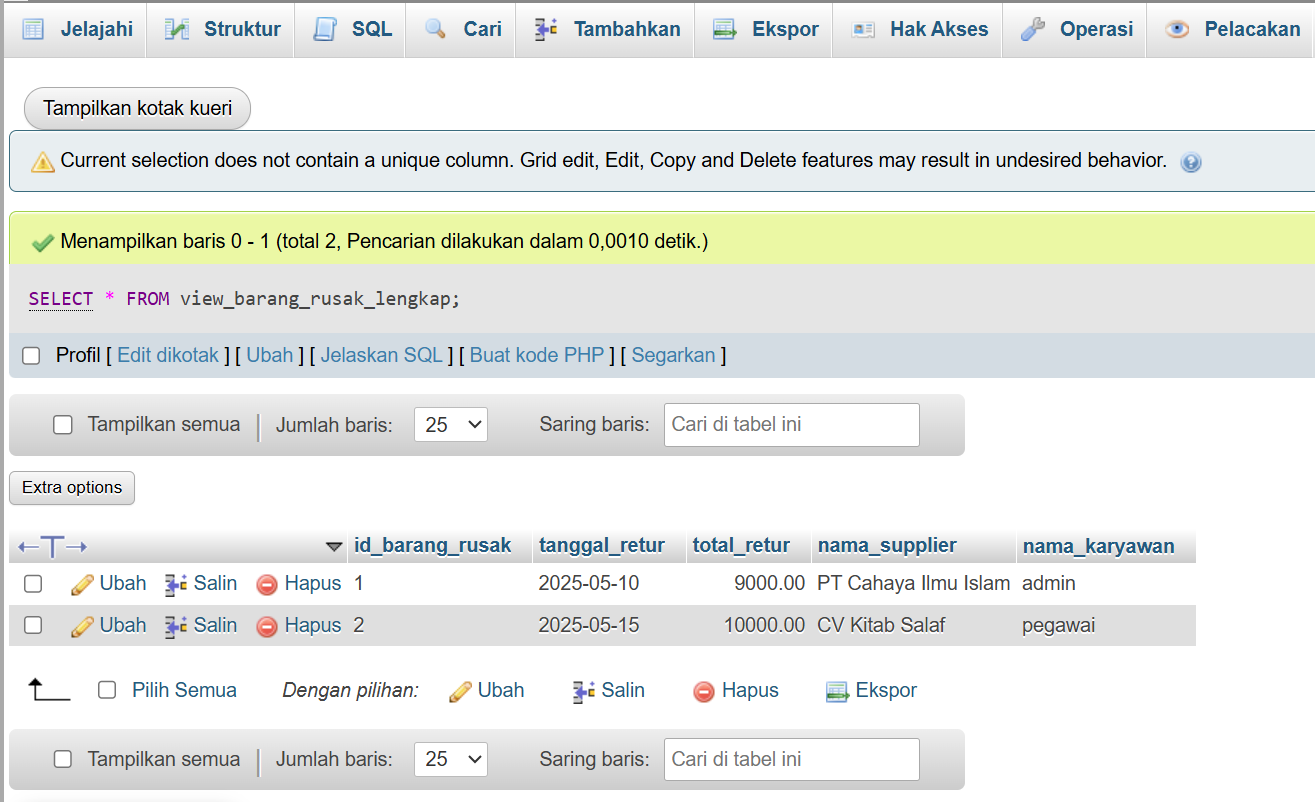 Jelajahi Struktur SQL Cari Tambahkan Ekspor Hak Akses Operasi Pelacakan
Tampilkan kotak kueri
Current selection does not contain a unique column. Grid edit, Edit, Copy and Delete features may result in undesired behavior.
Menampilkan baris 0 - 1 (total 2, Pencarian dilakukan dalam 0,0010 detik.)
SELECT * FROM view_barang_rusak_lengkap;
Profil [ Edit dikotak ] [ Ubah ] [ Jelaskan SQL ] [ Buat kode PHP ] [ Segarkan ]
Tampilkan semua Jumlah baris: 25 Saring baris: Cari di tabel ini
Extra options
id_barang_rusak tanggal_retur total_retur nama_supplier nama_karyawan
Ubah Salin Hapus 1 2025-05-10 9000.00 PT Cahaya Ilmu Islam admin
Ubah Salin Hapus 2 2025-05-15 10000.00 CV Kitab Salaf pegawai
Pilih Semua Dengan pilihan: Ubah Salin Hapus Ekspor
Tampilkan semua Jumlah baris: 25 Saring baris: Cari di tabel ini